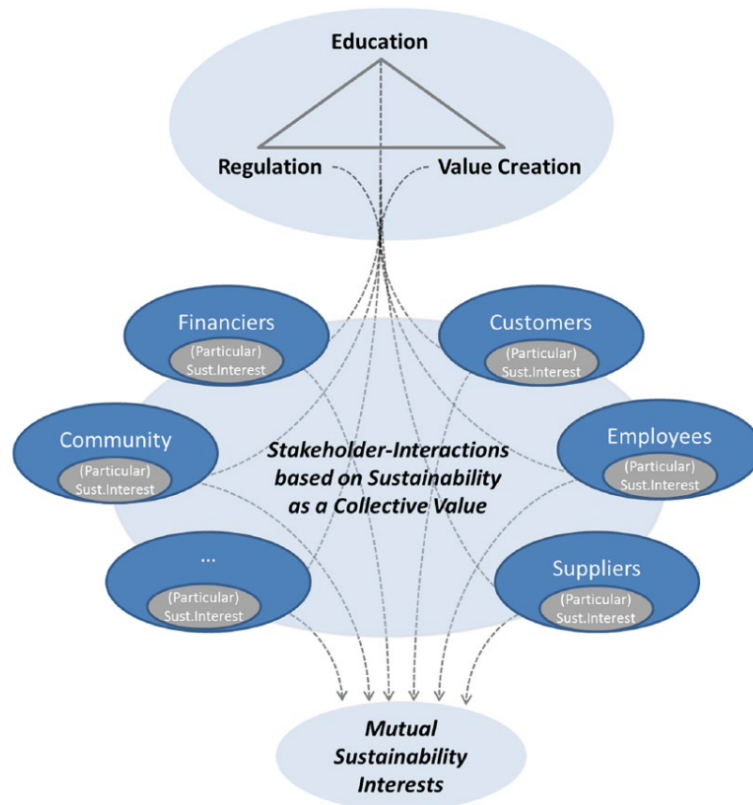 Education
Regulation
Value Creation
Financiers
(Particular)
Sust.Interest
Customers
(Particular)
Sust.Interest
Community
(Particular)
Sust.Interest
Stakeholder-Interactions
based on Sustainability
as a Collective Value
Employees
(Particular)
Sust.Interest
...
(Particular)
Sust.Interest
Suppliers
(Particular)
Sust.Interest
Mutual
Sustainability
Interests